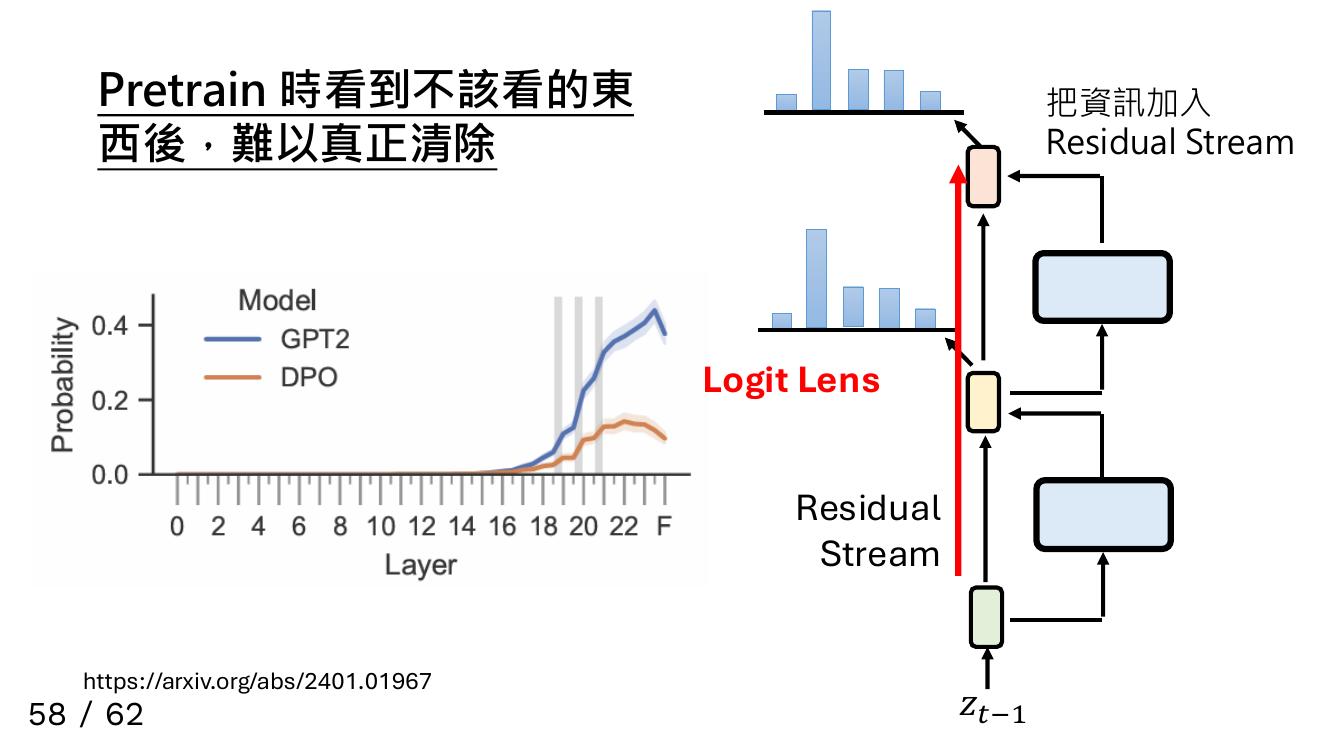 Pretrain 時看到不該看的東
西後，難以真正清除
把資訊加入
Residual Stream
Model
GPT2
DPO
Probability
0.4
0.2
0.0
0 2 4 6 8 10 12 14 16 18 20 22 F
Layer
Logit Lens
Residual
Stream
z_{t-1}
https://arxiv.org/abs/2401.01967
58 / 62